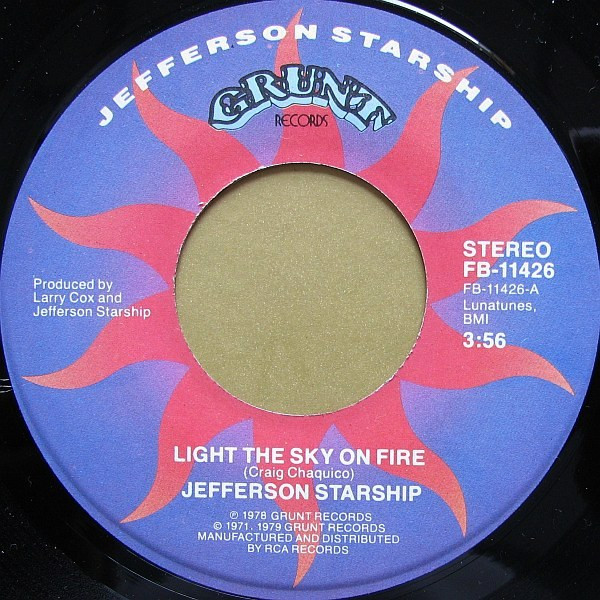 JEFFERSON STARSHIP
GRUNT
RECORDS
Produced by
Larry Cox and
Jefferson Starship
STEREO
FB-11426
FB-11426-A
Lunatunes,
BMI
3:56
LIGHT THE SKY ON FIRE
(Craig Chaquico)
JEFFERSON STARSHIP
℗ 1978 GRUNT RECORDS
© 1971, 1979 GRUNT RECORDS
MANUFACTURED AND DISTRIBUTED
BY RCA RECORDS